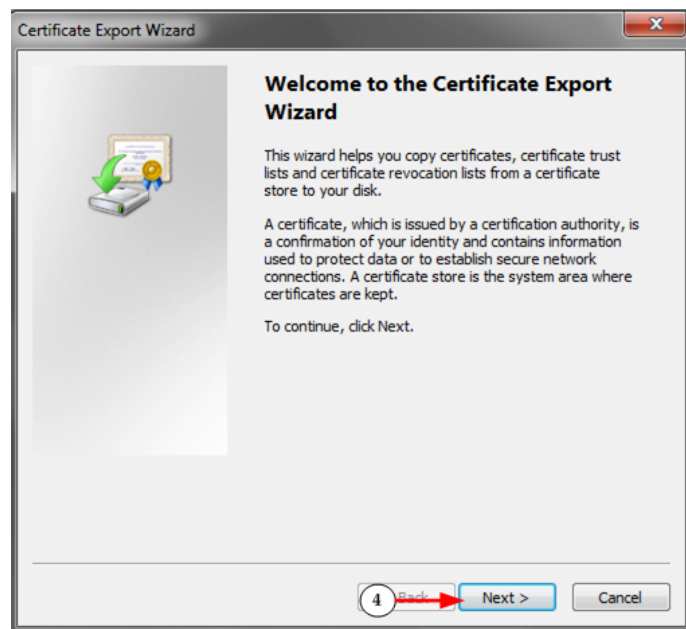 Certificate Export Wizard
X
Welcome to the Certificate Export
Wizard
This wizard helps you copy certificates, certificate trust
lists and certificate revocation lists from a certificate
store to your disk.
A certificate, which is issued by a certification authority, is
a confirmation of your identity and contains information
used to protect data or to establish secure network
connections. A certificate store is the system area where
certificates are kept.
To continue, click Next.
4 Back Next > Cancel